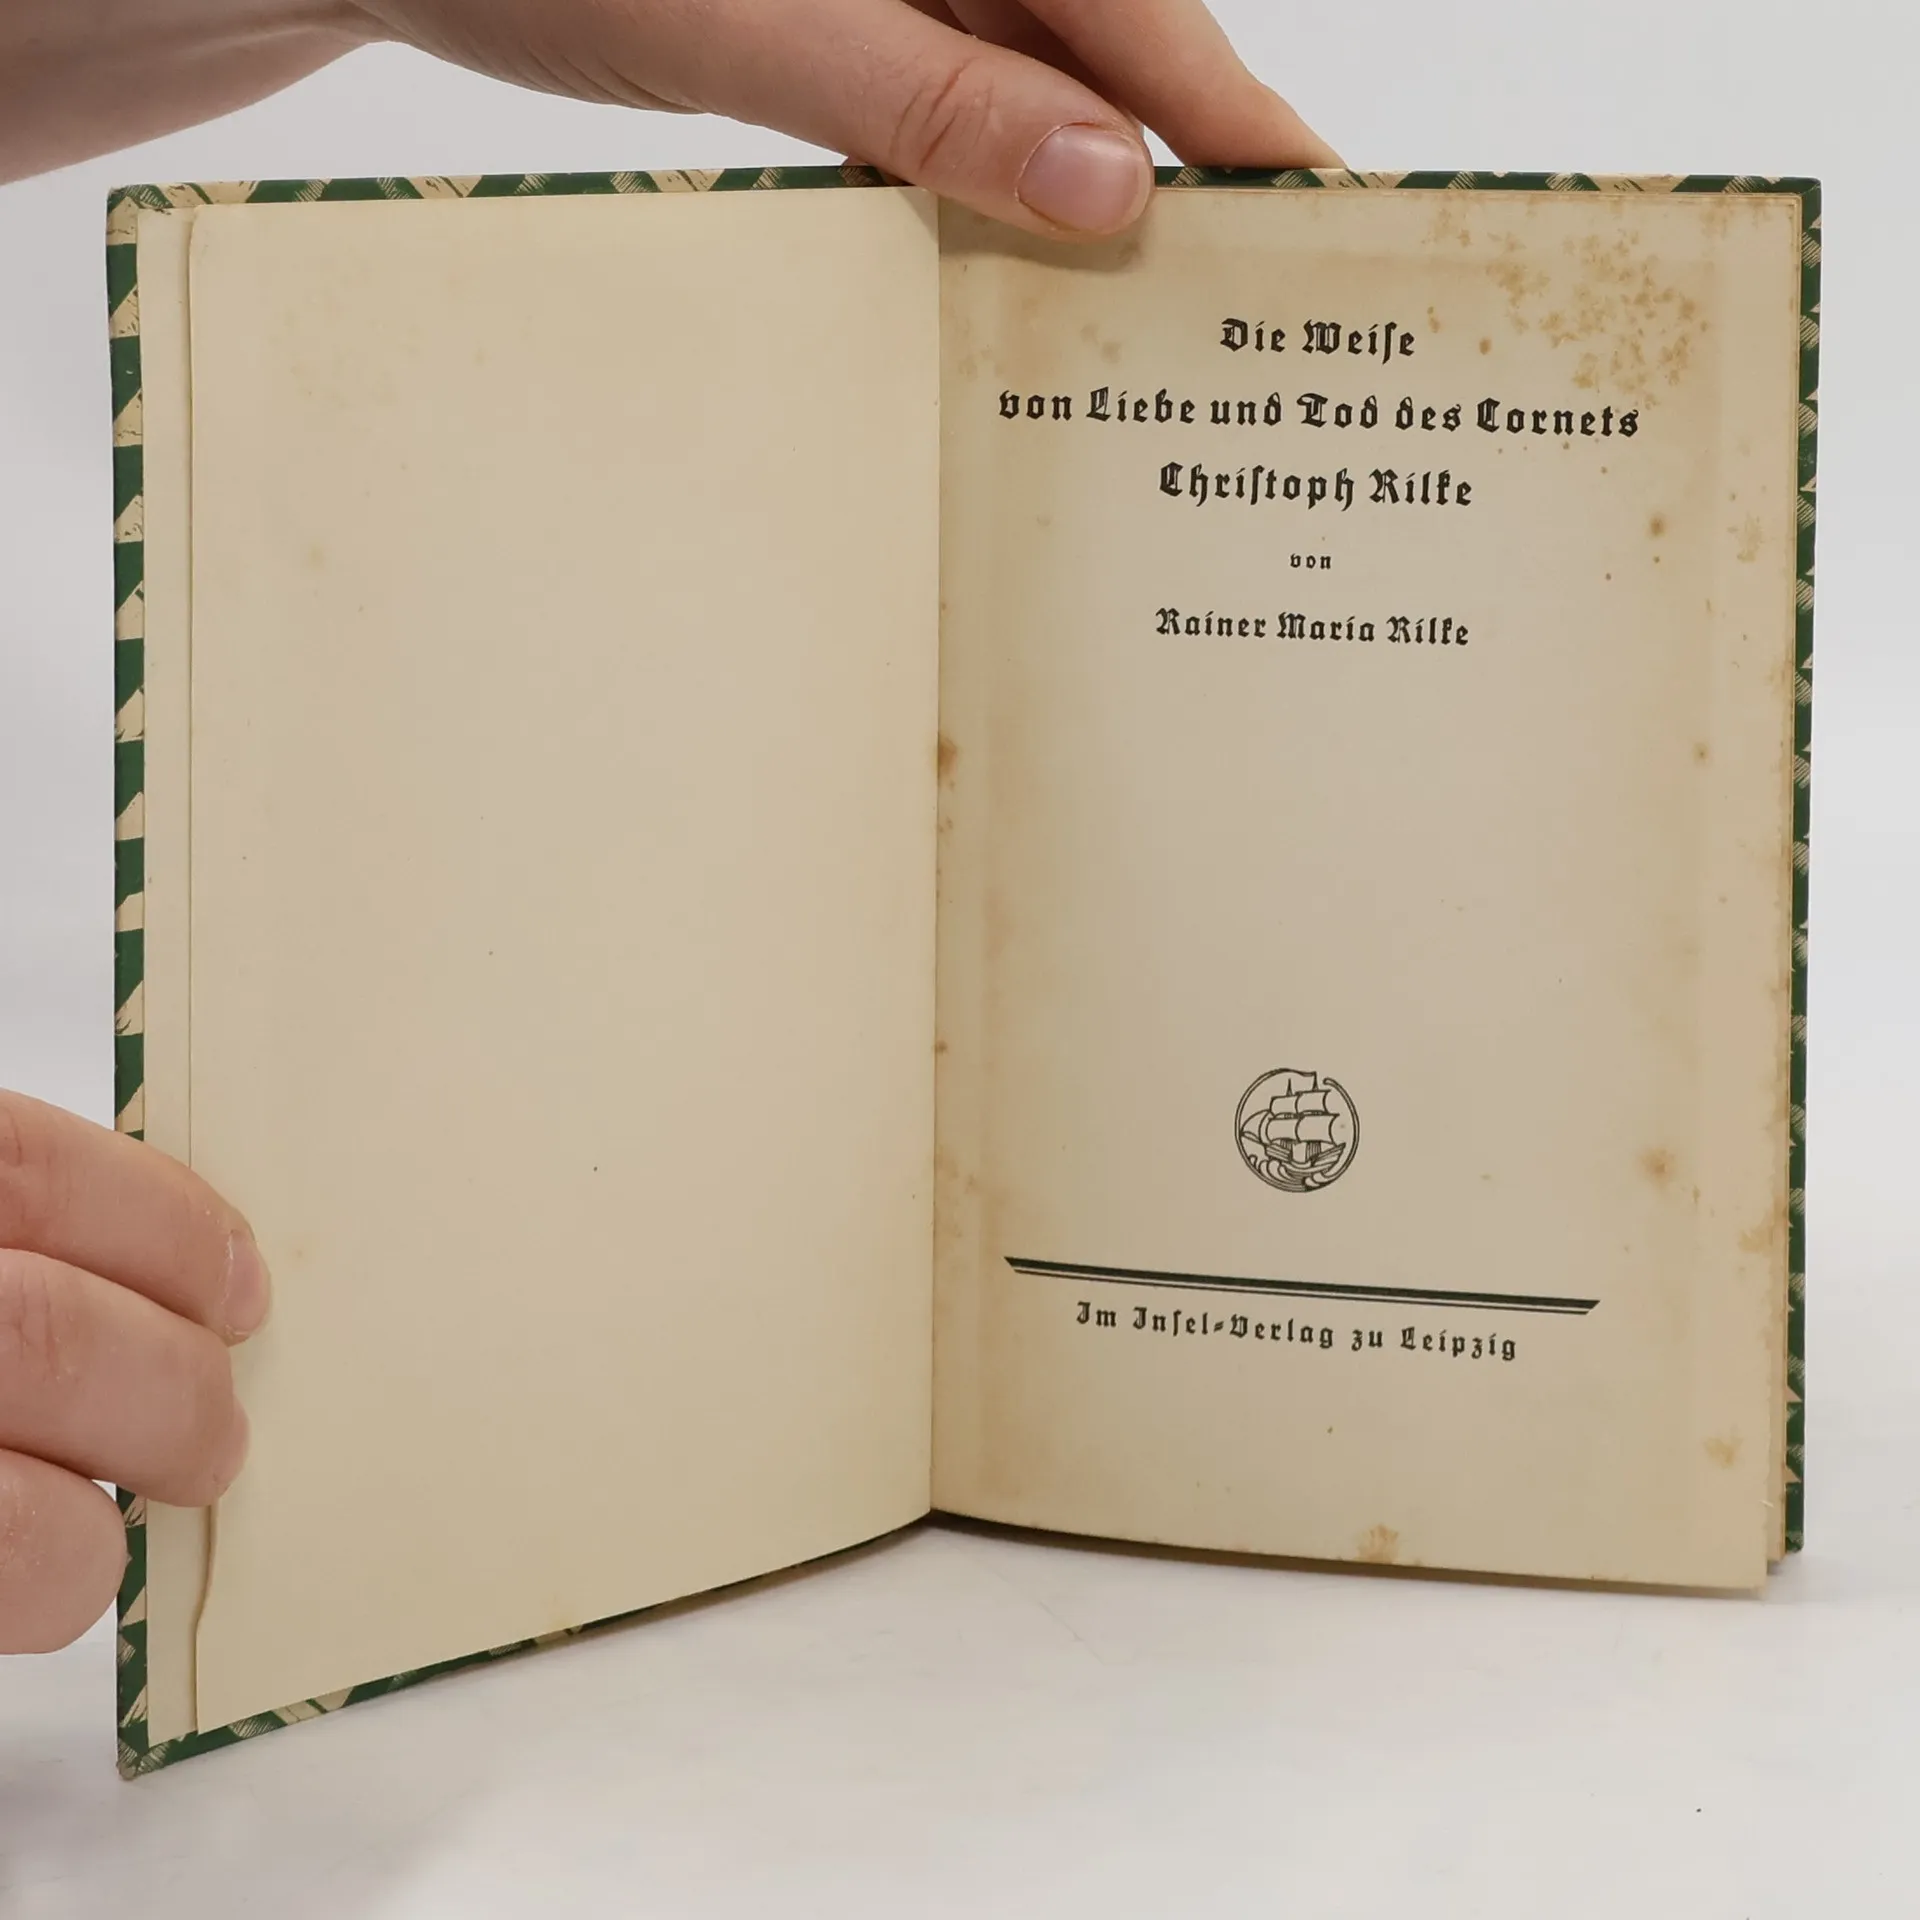 Die Weiſe
von Liebe und Tod des Cornets
Chriſtoph Rilke
von
Rainer Maria Rilke
Im Inſel-Verlag zu Leipzig